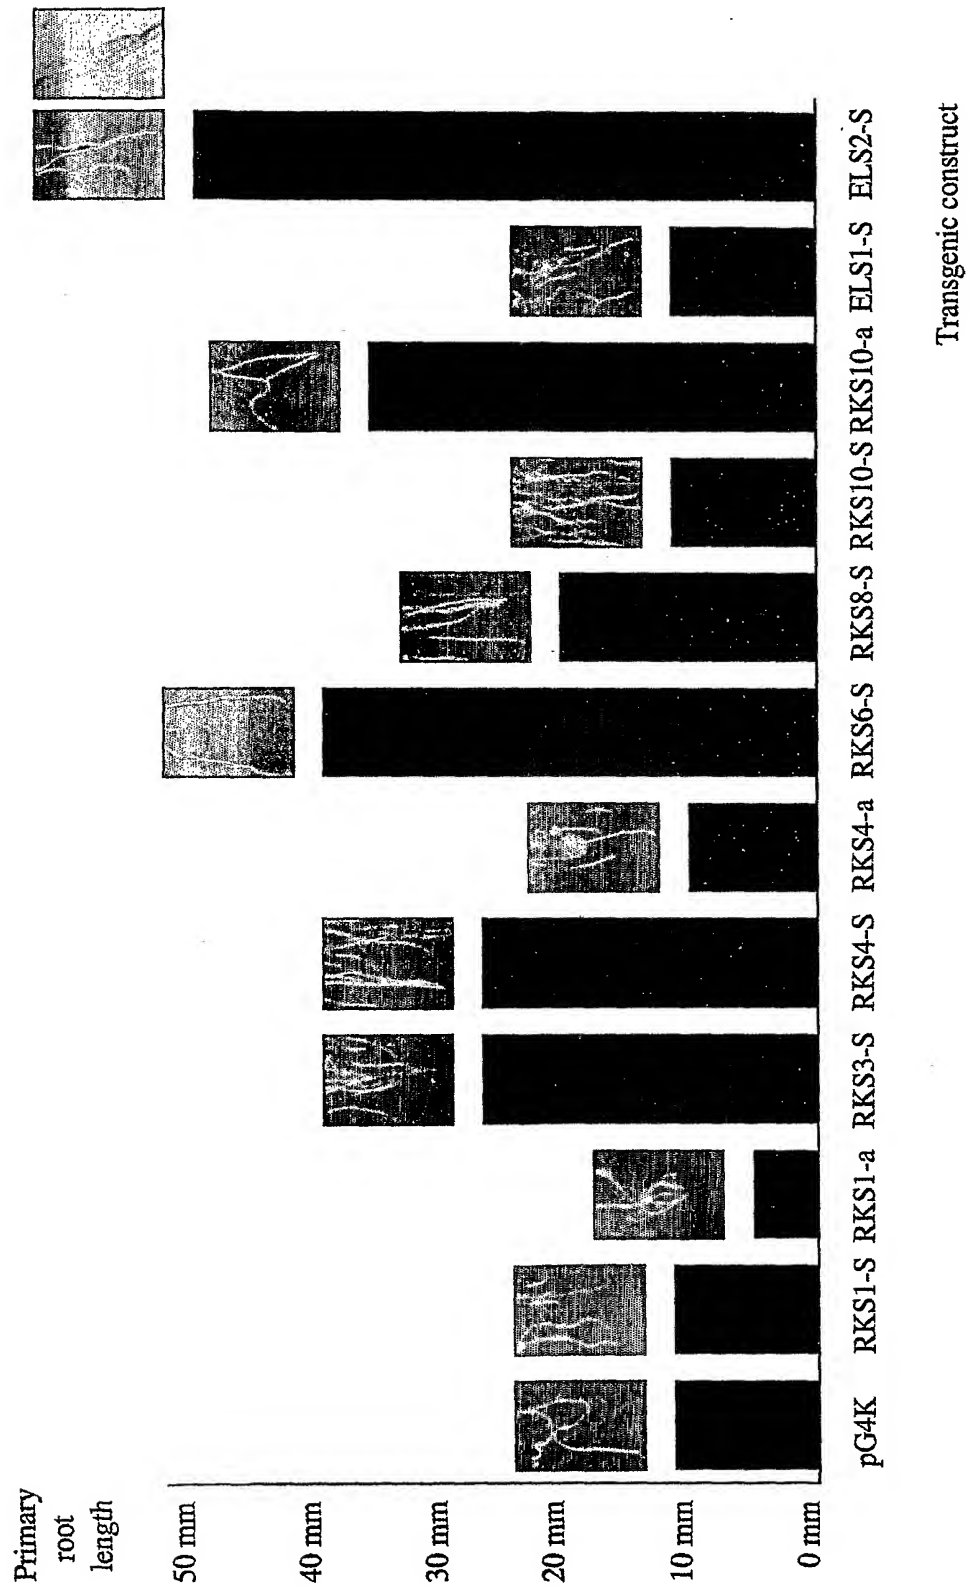 Primary
root
length
50 mm
40 mm
30 mm
20 mm
10 mm
0 mm
pG4K RKS1-S RKS1-a RKS3-S RKS4-S RKS4-a RKS6-S RKS8-S RKS10-S RKS10-a ELS1-S ELS2-S
Transgenic construct